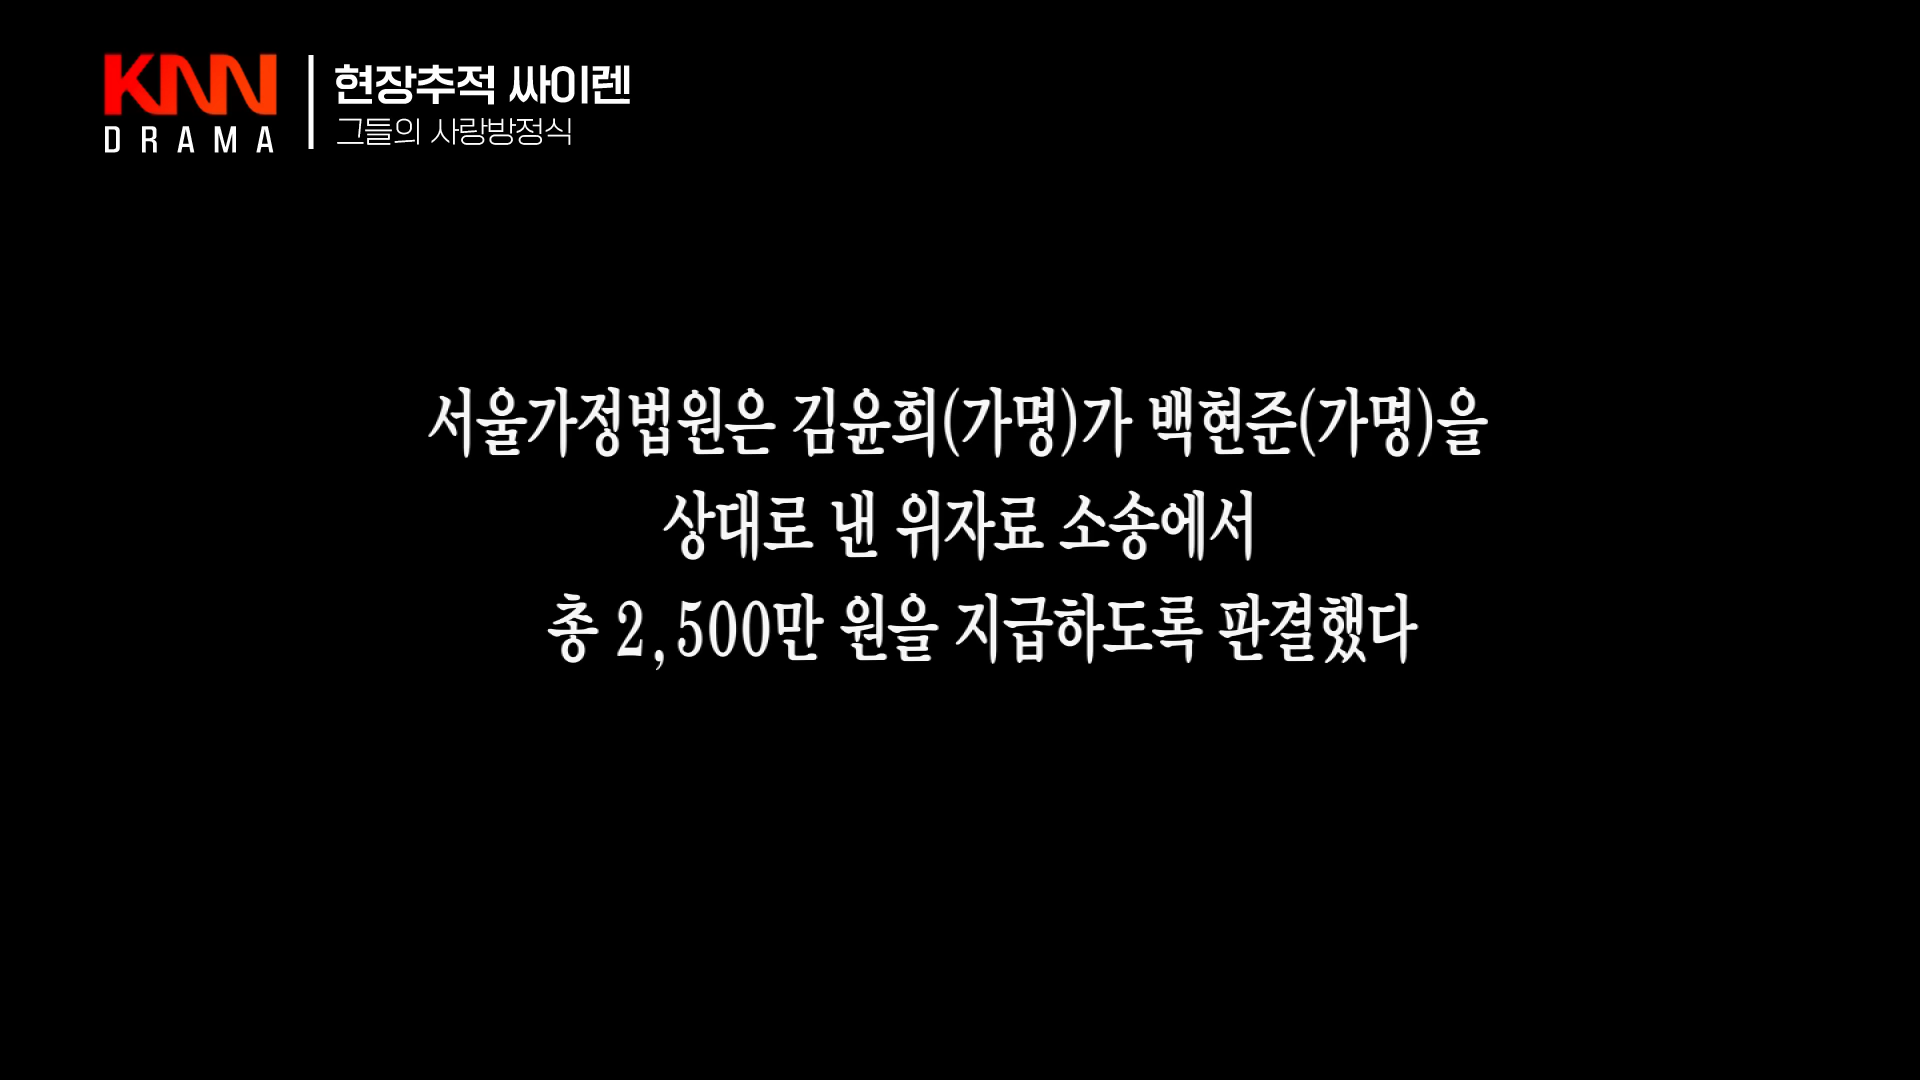 KNN
DRAMA
현장추적 싸이렌
그들의 사랑방정식
서울가정법원은 김윤희(가명)가 백현준(가명)을
상대로 낸 위자료 소송에서
총 2,500만 원을 지급하도록 판결했다